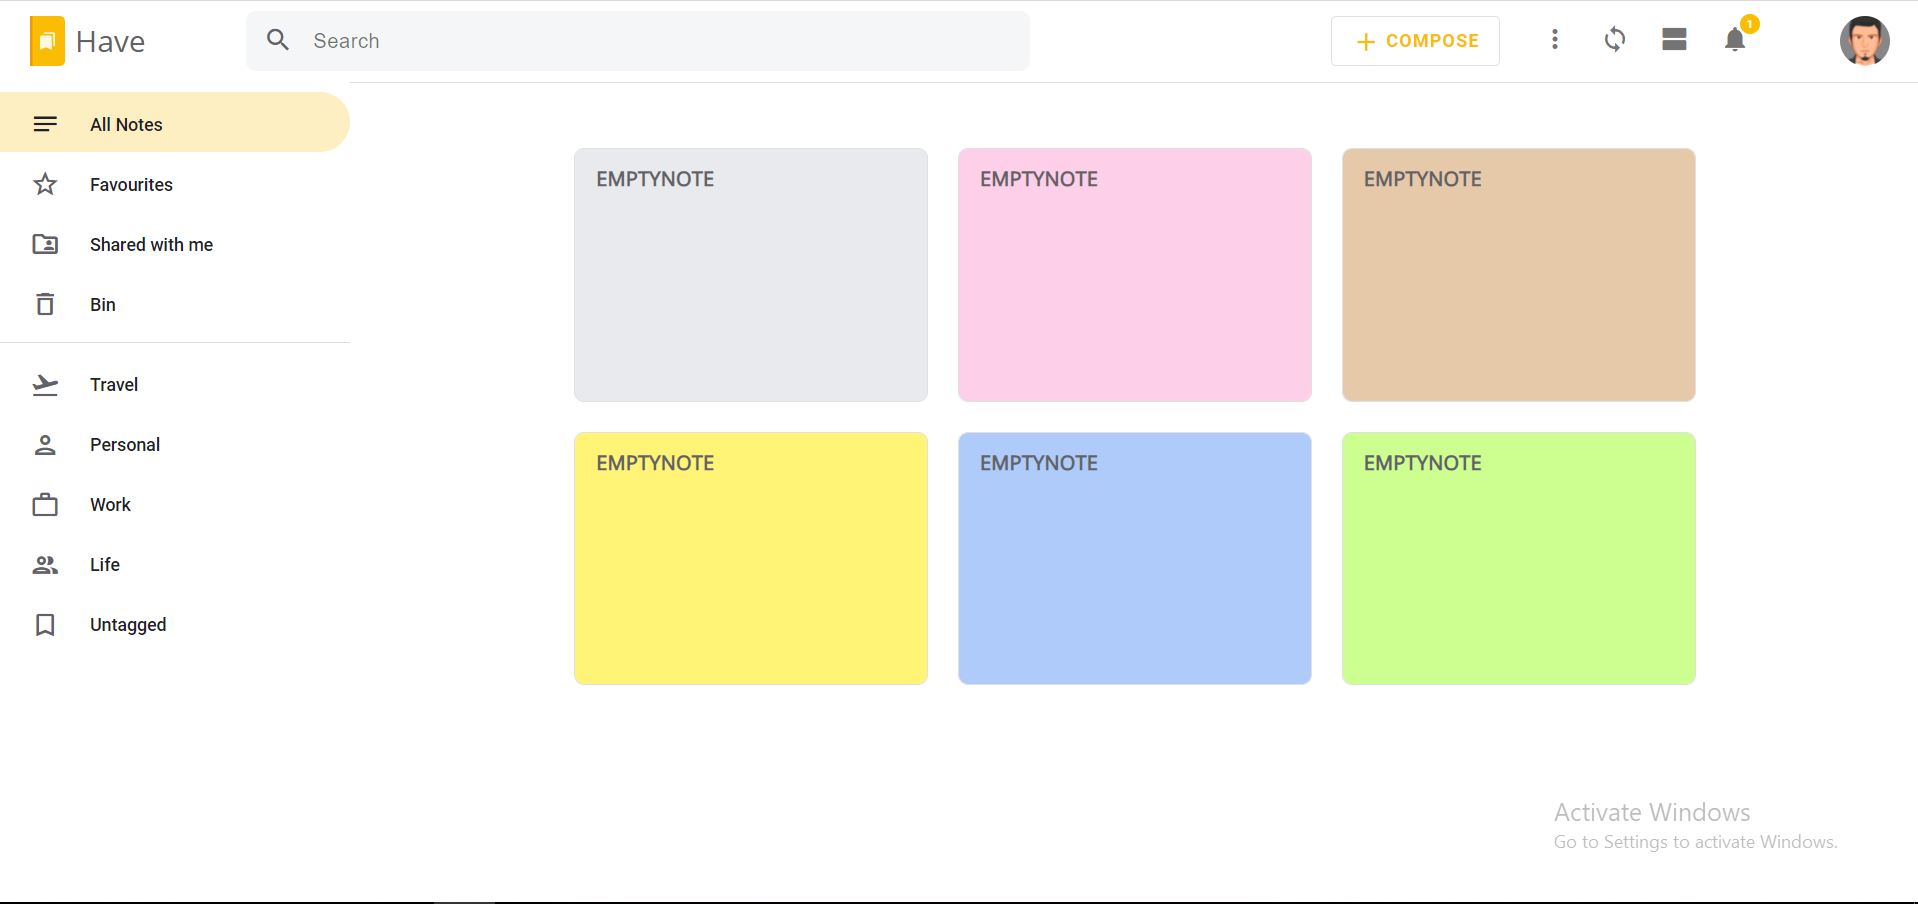 Have
Search
COMPOSE
1
All Notes
Favourites
Shared with me
Bin
Travel
Personal
Work
Life
Untagged
EMPTYNOTE
EMPTYNOTE
EMPTYNOTE
EMPTYNOTE
EMPTYNOTE
EMPTYNOTE
Activate Windows
Go to Settings to activate Windows.